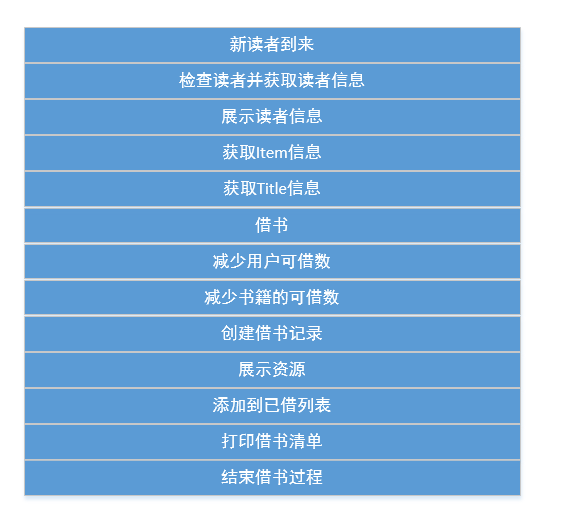 新读者到来
检查读者并获取读者信息
展示读者信息
获取Item信息
获取Title信息
借书
减少用户可借数
减少书籍的可借数
创建借书记录
展示资源
添加到已借列表
打印借书清单
结束借书过程